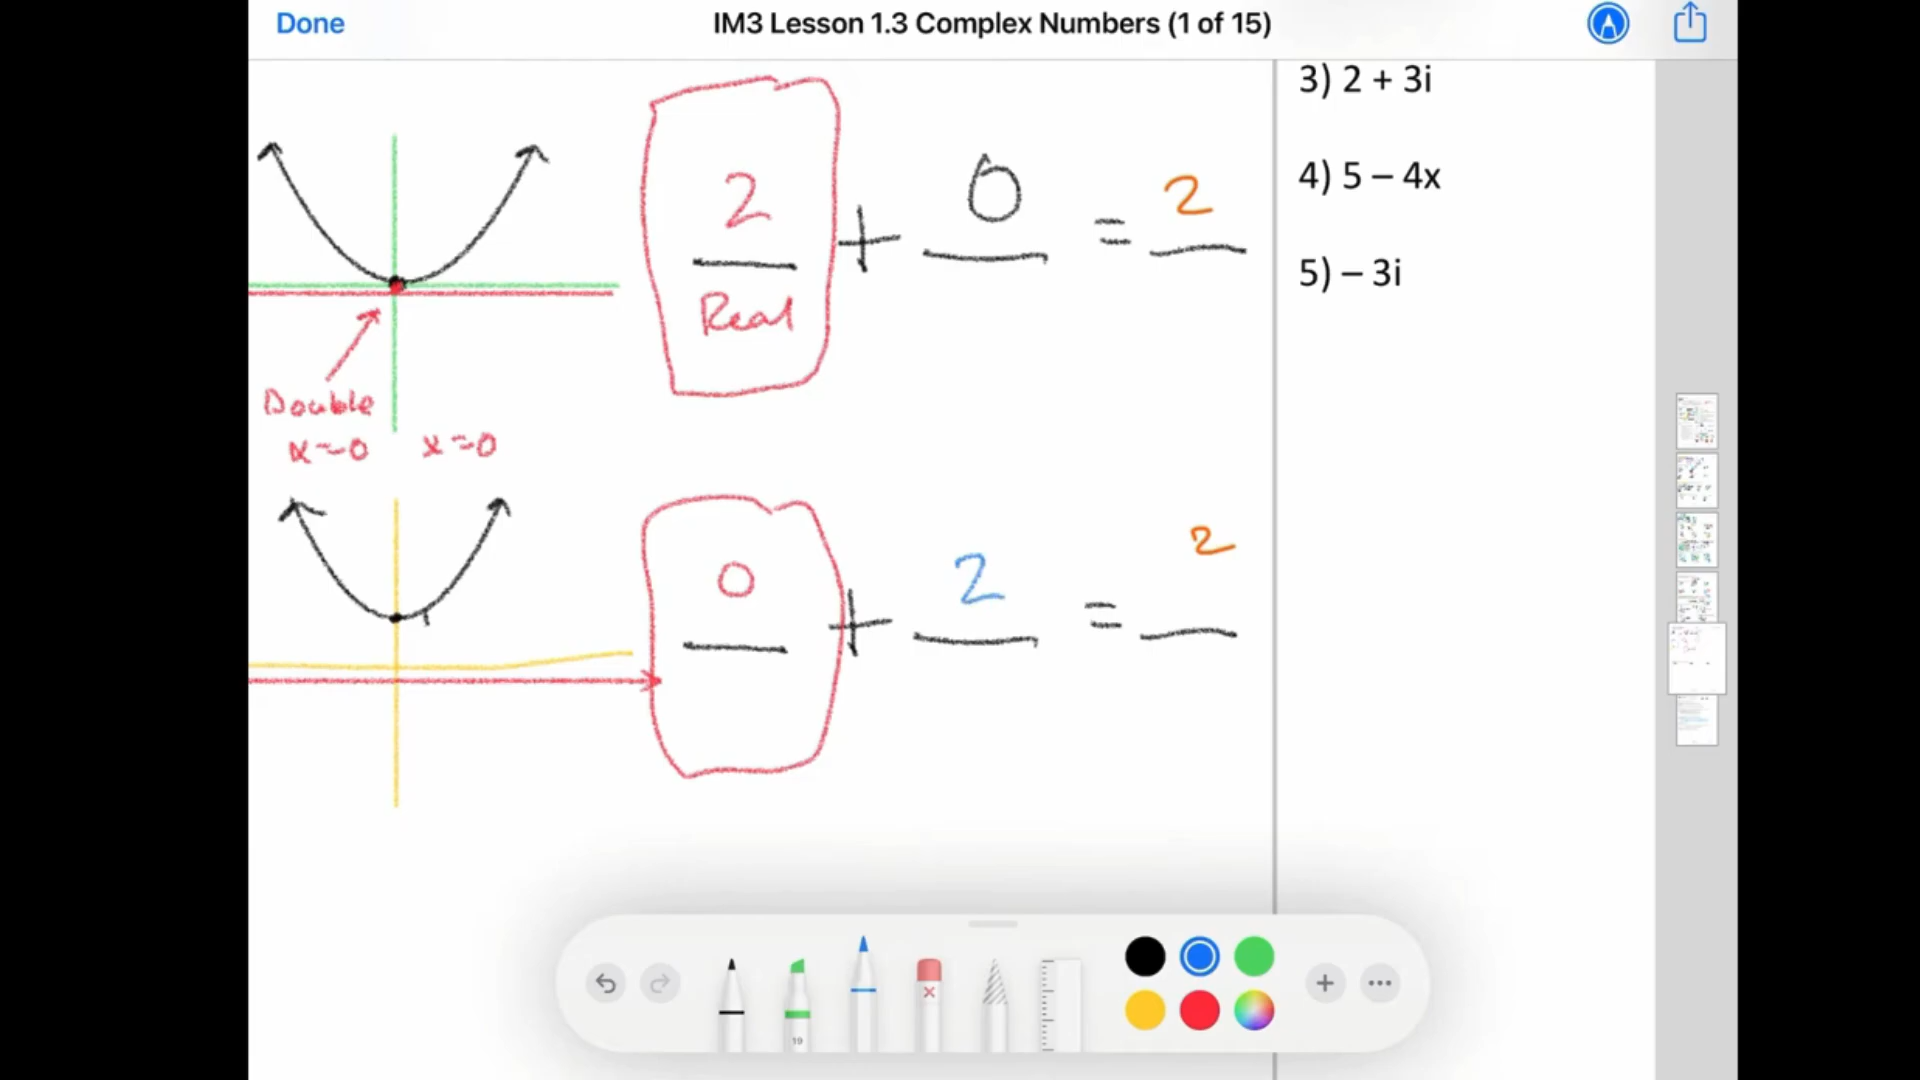 Done
IM3 Lesson 1.3 Complex Numbers (1 of 15)
3) 2 + 3i
4) 5 – 4x
5) – 3i
2 + 0 = 2
Real
Double
x=0 x=0
0 + 2 = 2
19